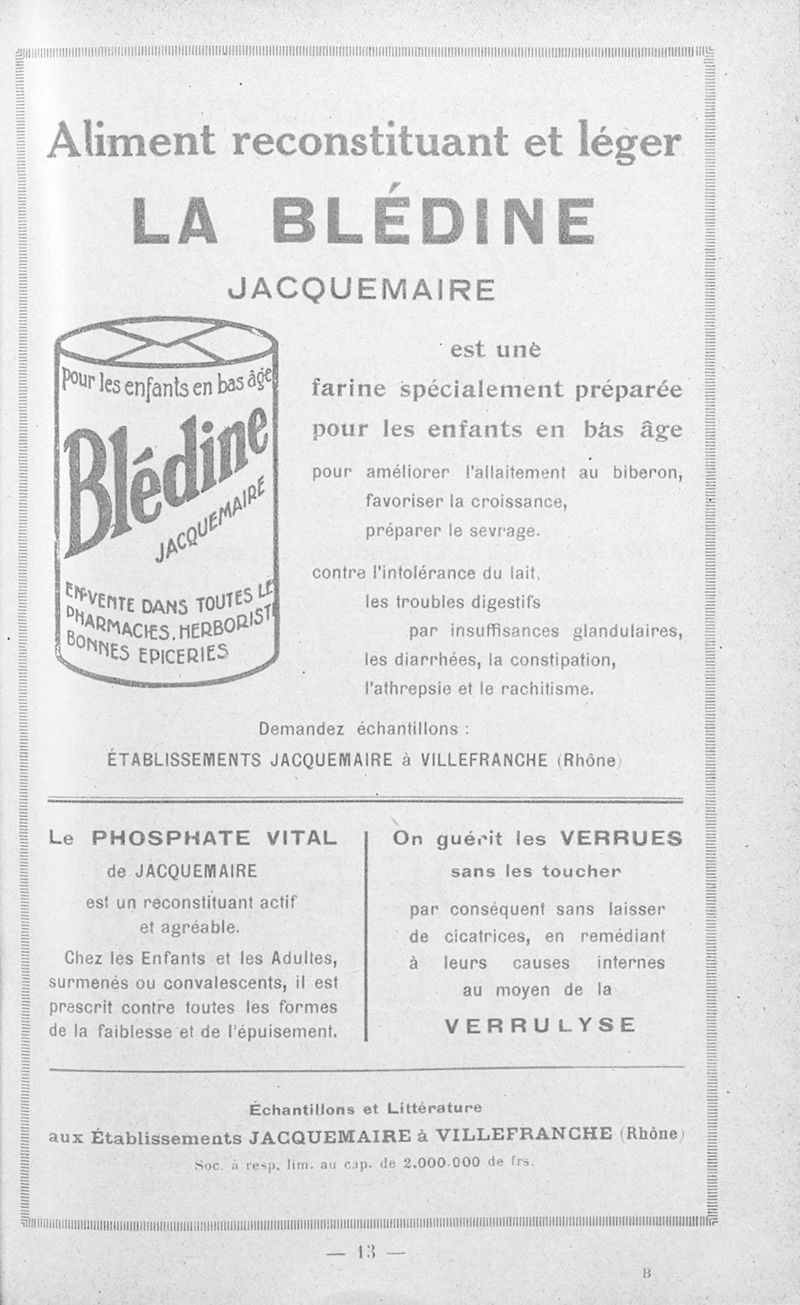 Aliment reconstituant et léger
LA BLÉDINE
JACQUEMAIRE
pour les enfants en bas âge
Blédine
JACQUEMAIRE
EN VENTE DANS TOUTES LE
PHARMACIES. HERBORIST
BONNES EPICERIES
est une
farine spécialement préparée
pour les enfants en bas âge
pour améliorer l'allaitement au biberon,
favoriser la croissance,
préparer le sevrage.
contre l'intolérance du lait,
les troubles digestifs
par insuffisances glandulaires,
les diarrhées, la constipation,
l'athrepsie et le rachitisme.
Demandez échantillons :
ÉTABLISSEMENTS JACQUEMAIRE à VILLEFRANCHE (Rhône)
Le PHOSPHATE VITAL
de JACQUEMAIRE
est un reconstituant actif
et agréable.
Chez les Enfants et les Adultes,
surmenés ou convalescents, il est
prescrit contre toutes les formes
de la faiblesse et de l'épuisement.
On guérit les VERRUES
sans les toucher
par conséquent sans laisser
de cicatrices, en remédiant
à leurs causes internes
au moyen de la
VERRULYSE
Échantillons et Littérature
aux Établissements JACQUEMAIRE à VILLEFRANCHE (Rhône)
Soc. à resp. lim. au cap. de 2.000.000 de frs.
— 13 —
B